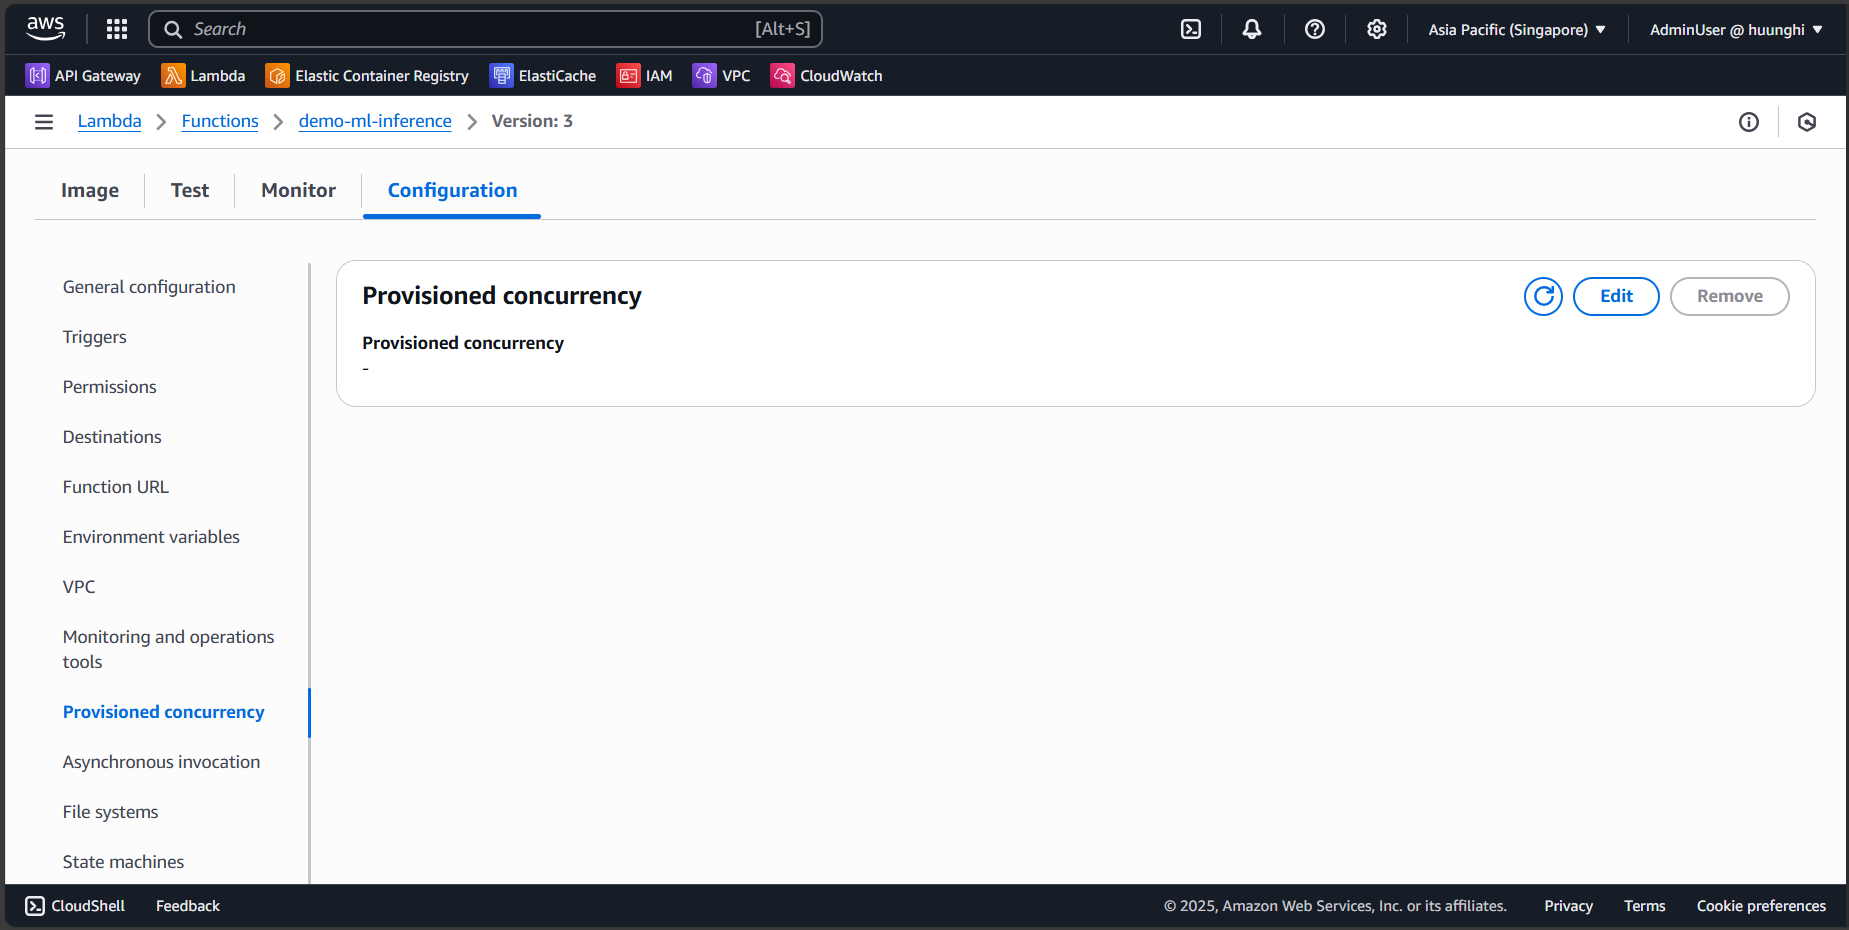 aws Search [Alt+S] Asia Pacific (Singapore) AdminUser @ huunghi
API Gateway Lambda Elastic Container Registry ElastiCache IAM VPC CloudWatch
Lambda Functions demo-ml-inference Version: 3
Image Test Monitor Configuration
General configuration
Triggers
Permissions
Destinations
Function URL
Environment variables
VPC
Monitoring and operations
tools
Provisioned concurrency
Asynchronous invocation
File systems
State machines
Provisioned concurrency Edit Remove
Provisioned concurrency
-
CloudShell Feedback © 2025, Amazon Web Services, Inc. or its affiliates. Privacy Terms Cookie preferences